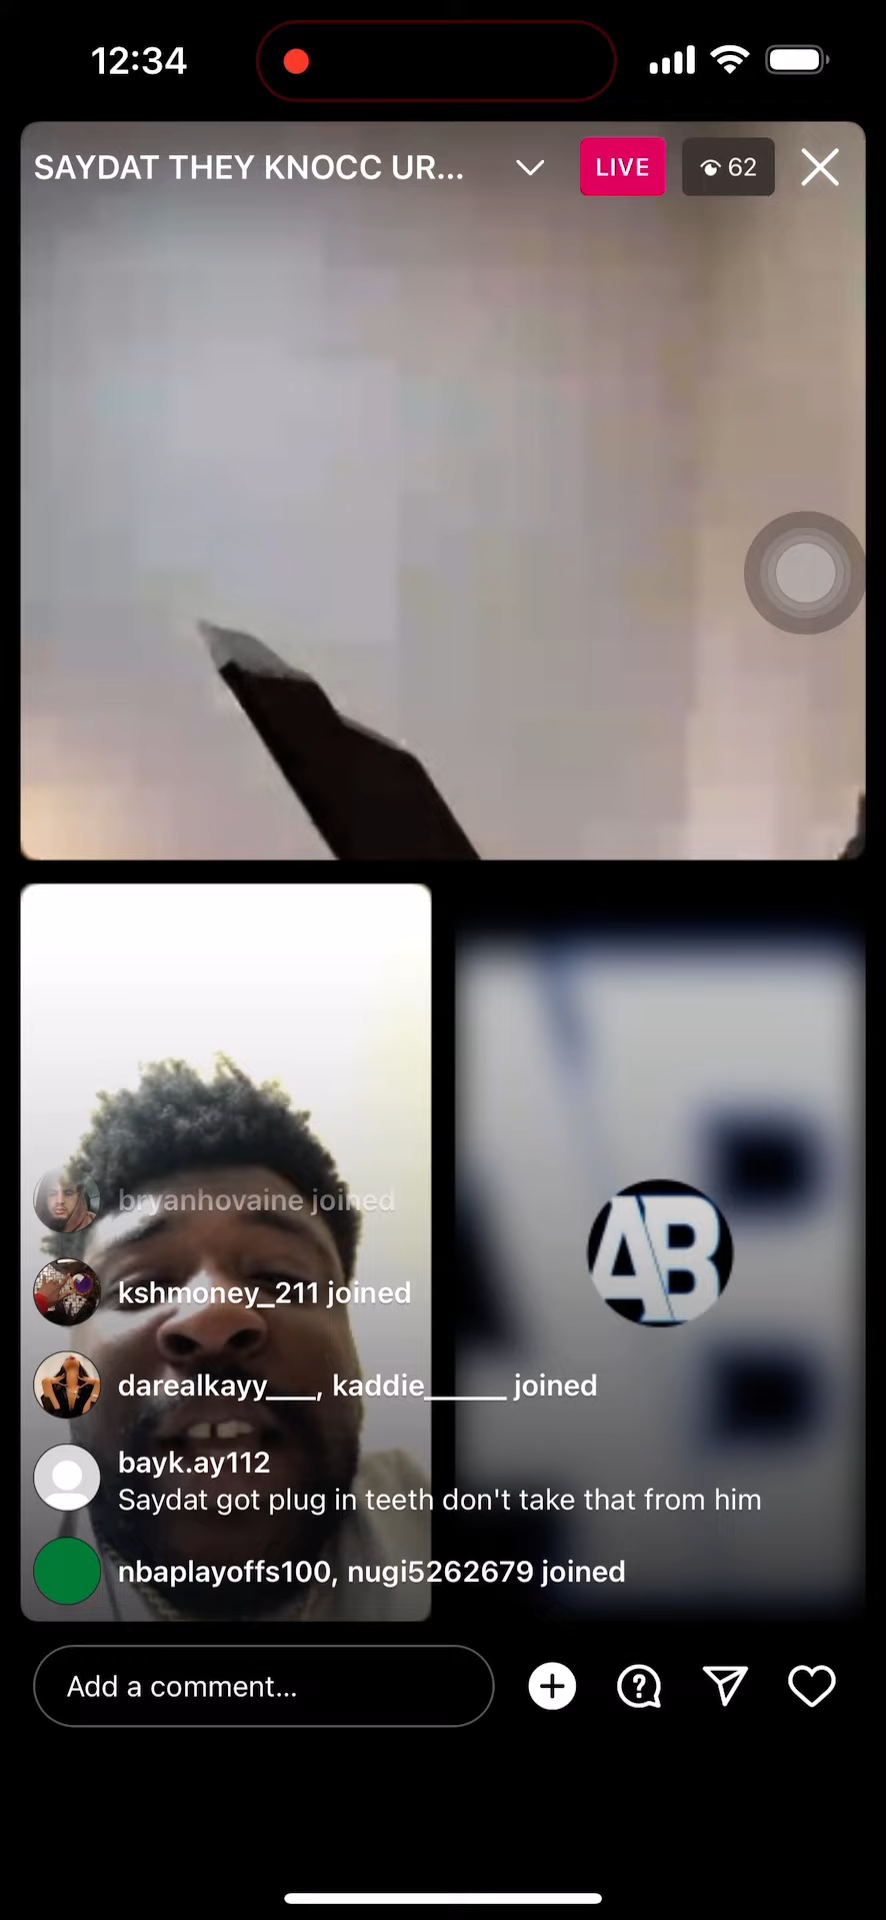 12:34
SAYDAT THEY KNOCC UR...
LIVE
62
AB
bryanhovaine joined
kshmoney_211 joined
darealkayy___, kaddie_____ joined
bayk.ay112
Saydat got plug in teeth don't take that from him
nbaplayoffs100, nugi5262679 joined
Add a comment...